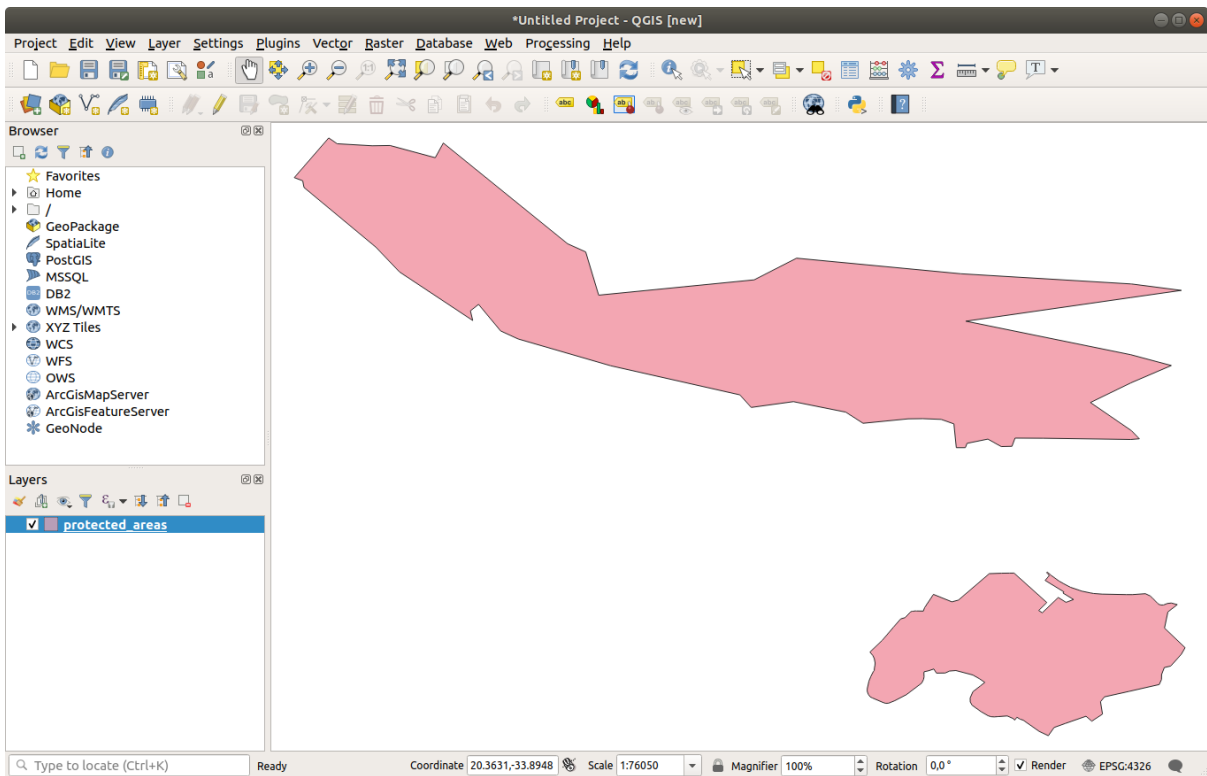 *Untitled Project - QGIS [new]
Project Edit View Layer Settings Plugins Vector Raster Database Web Processing Help
Browser
Favorites
Home
/
GeoPackage
SpatiaLite
PostGIS
MSSQL
DB2
WMS/WMTS
XYZ Tiles
WCS
WFS
OWS
ArcGisMapServer
ArcGisFeatureServer
GeoNode
Layers
protected_areas
Type to locate (Ctrl+K) Ready Coordinate 20.3631,-33.8948 Scale 1:76050 Magnifier 100% Rotation 0,0 ° Render EPSG:4326